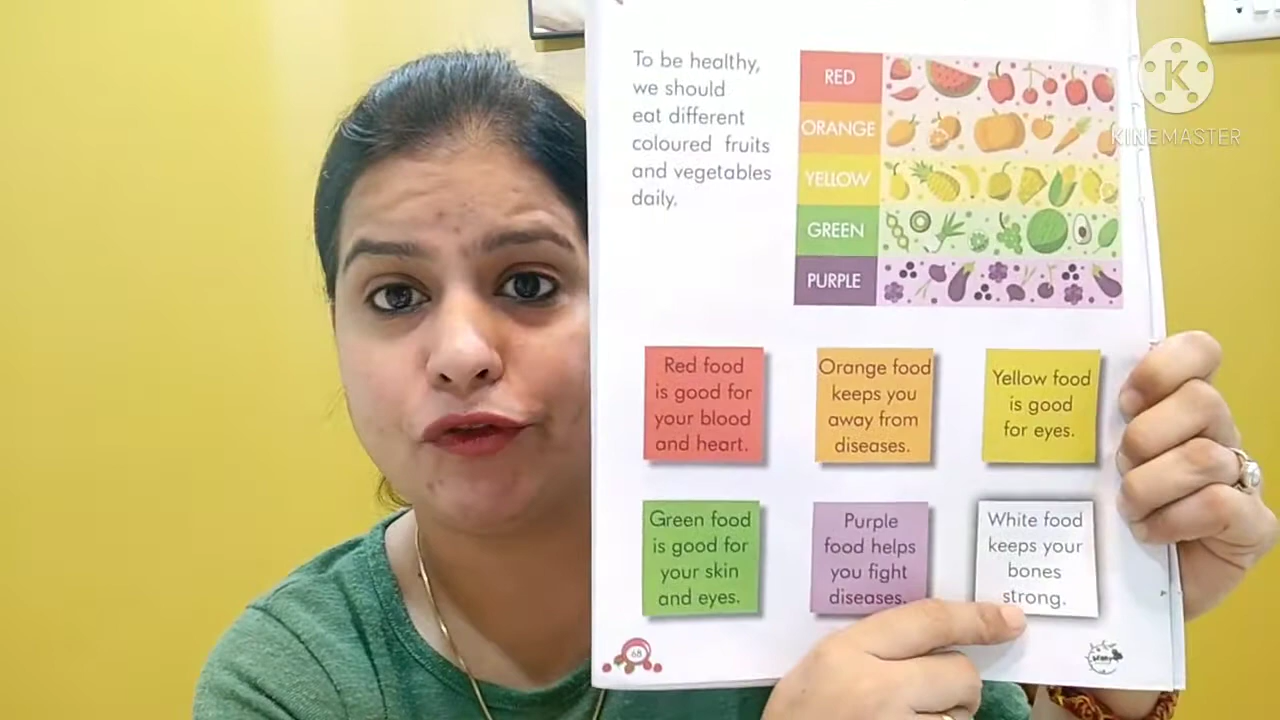 To be healthy,
we should
eat different
coloured fruits
and vegetables
daily.
RED
ORANGE
YELLOW
GREEN
PURPLE
KINEMASTER
K
Red food
is good for
your blood
and heart.
Orange food
keeps you
away from
diseases.
Yellow food
is good
for eyes.
Green food
is good for
your skin
and eyes.
Purple
food helps
you fight
diseases.
White food
keeps your
bones
strong.
68